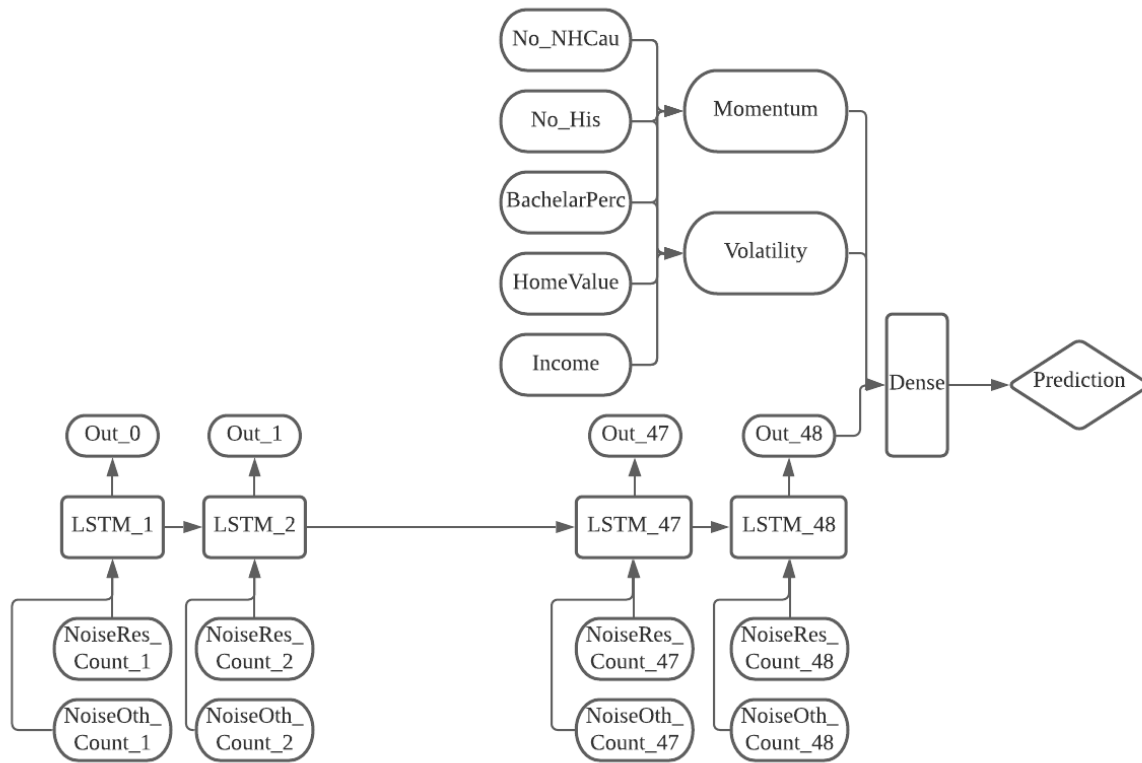 No_NHCau
Momentum
No_His
BachelarPerc
Volatility
HomeValue
Income
Dense
Prediction
Out_0
Out_1
Out_47
Out_48
LSTM_1
LSTM_2
LSTM_47
LSTM_48
NoiseRes_
Count_1
NoiseRes_
Count_2
NoiseRes_
Count_47
NoiseRes_
Count_48
NoiseOth_
Count_1
NoiseOth_
Count_2
NoiseOth_
Count_47
NoiseOth_
Count_48